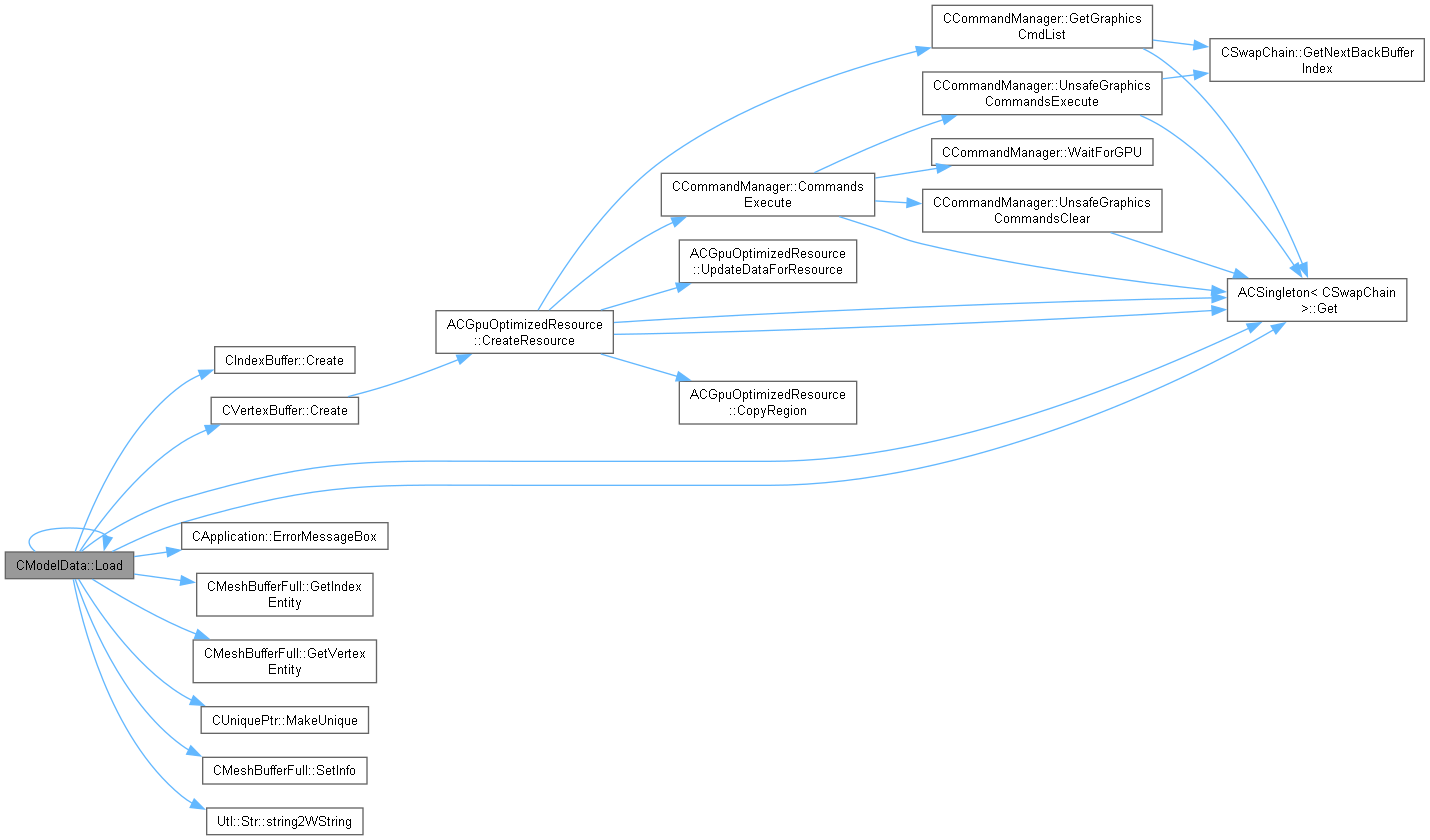 CCommandManager::GetGraphics
CmdList
CSwapChain::GetNextBackBuffer
Index
CCommandManager::UnsafeGraphics
CommandsExecute
CCommandManager::WaitForGPU
CCommandManager::Commands
Execute
CCommandManager::UnsafeGraphics
CommandsClear
ACGpuOptimizedResource
::UpdateDataForResource
ACSingleton< CSwapChain
>::Get
ACGpuOptimizedResource
::CreateResource
CIndexBuffer::Create
ACGpuOptimizedResource
::CopyRegion
CVertexBuffer::Create
CApplication::ErrorMessageBox
CModelData::Load
CMeshBufferFull::GetIndex
Entity
CMeshBufferFull::GetVertex
Entity
CUniquePtr::MakeUnique
CMeshBufferFull::SetInfo
Utl::Str::string2WString